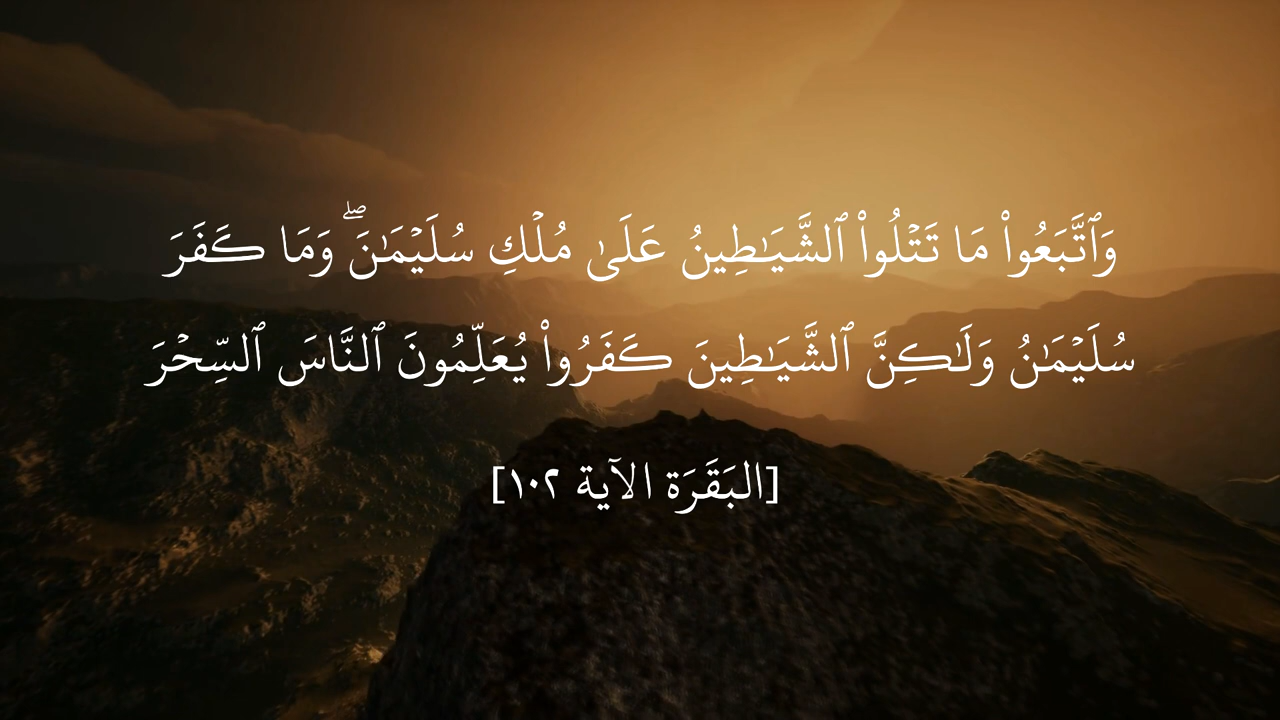 وَٱتَّبَعُواْ مَا تَتۡلُواْ ٱلشَّيَٰطِينُ عَلَىٰ مُلۡكِ سُلَيۡمَٰنَۖ وَمَا كَفَرَ
سُلَيۡمَٰنُ وَلَٰكِنَّ ٱلشَّيَٰطِينَ كَفَرُواْ يُعَلِّمُونَ ٱلنَّاسَ ٱلسِّحۡرَ
[البَقَرَة الآية ١٠٢]